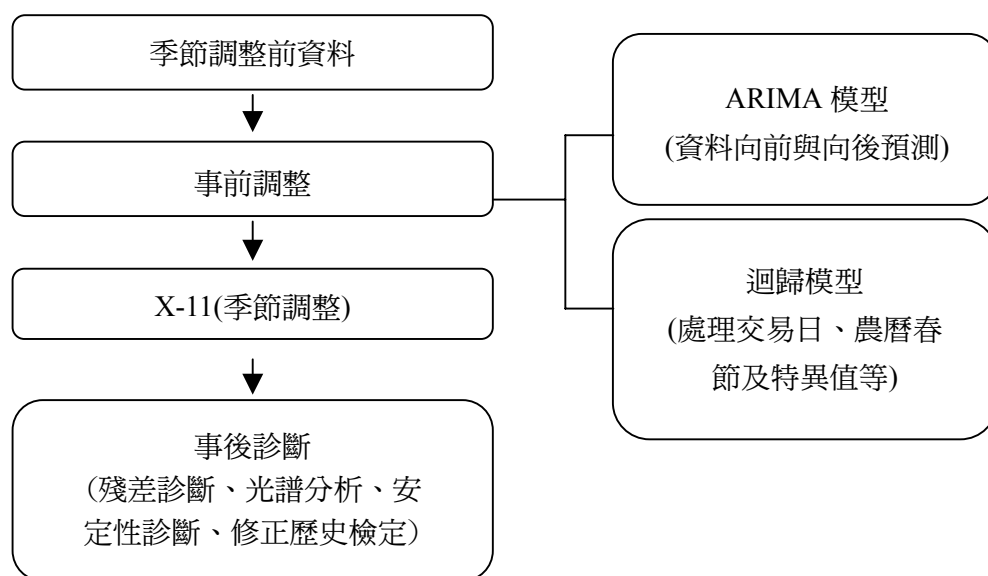 季節調整前資料
事前調整
X-11(季節調整)
事後診斷
(殘差診斷、光譜分析、安
定性診斷、修正歷史檢定)
ARIMA 模型
(資料向前與向後預測)
迴歸模型
(處理交易日、農曆春
節及特異值等)